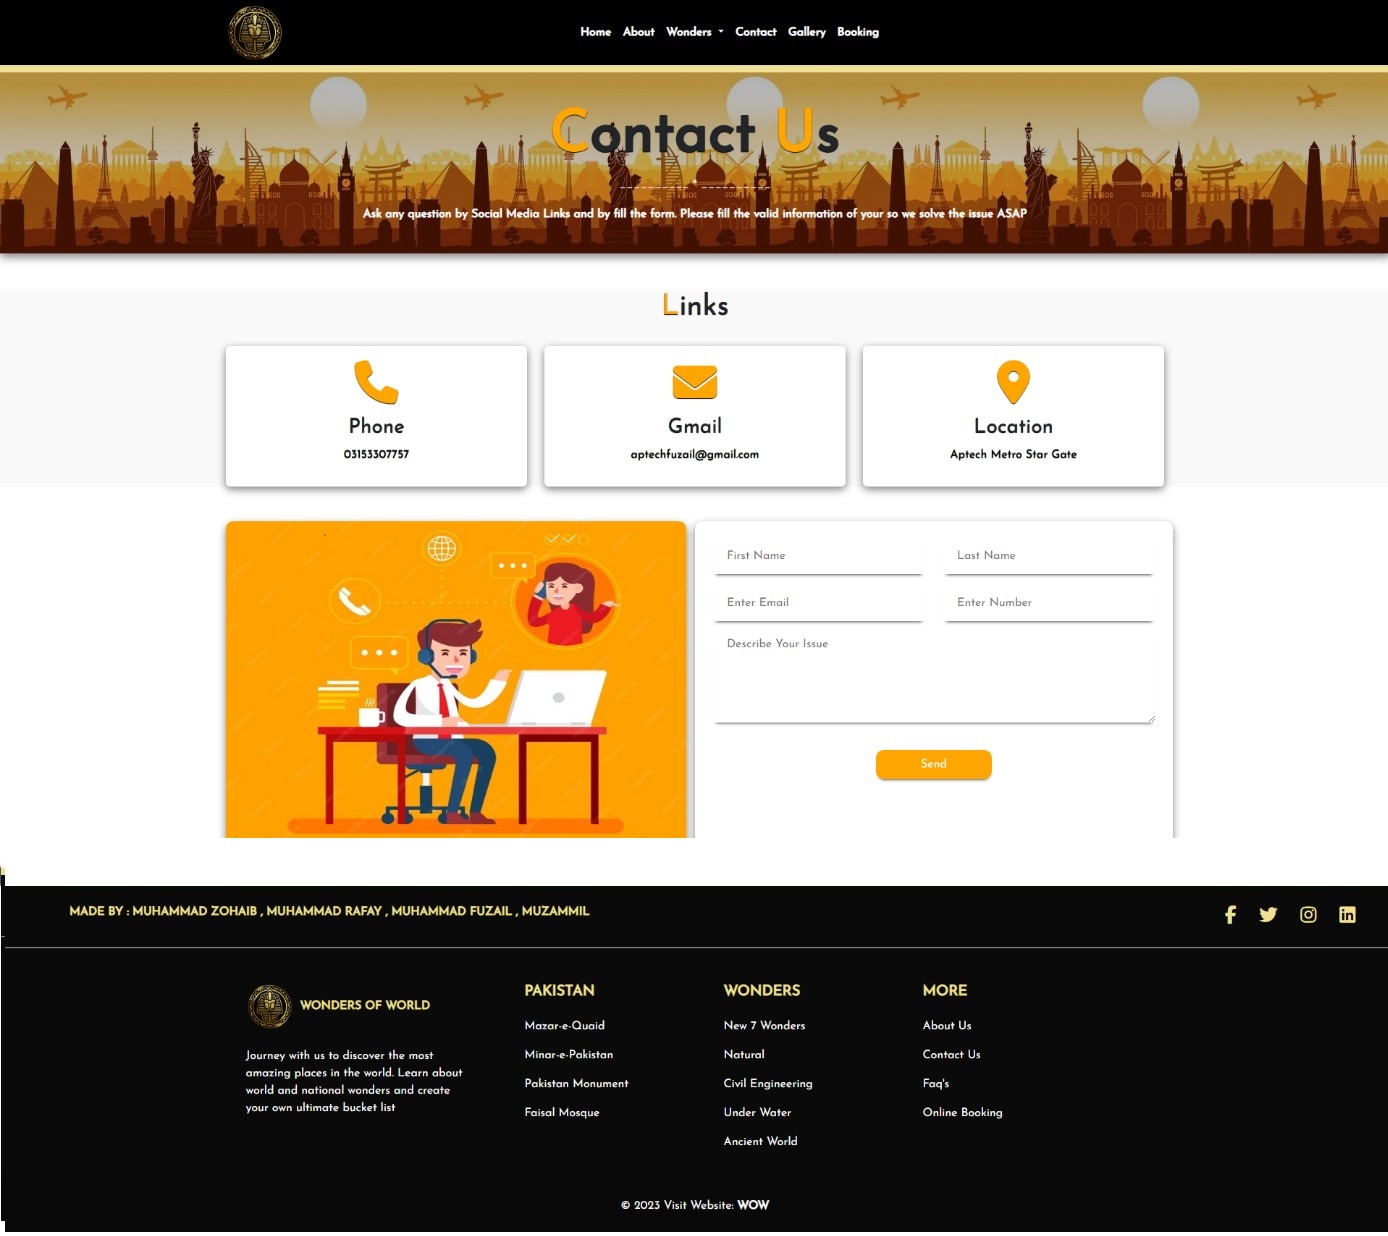 Home About Wonders Contact Gallery Booking
Contact Us
Ask any question by Social Media Links and by fill the form. Please fill the valid information of your so we solve the issue ASAP
Links
Phone
03153307757
Gmail
aptechfuzail@gmail.com
Location
Aptech Metro Star Gate
First Name
Last Name
Enter Email
Enter Number
Describe Your Issue
Send
MADE BY : MUHAMMAD ZOHAIB , MUHAMMAD RAFAY , MUHAMMAD FUZAIL , MUZAMMIL
WONDERS OF WORLD
Journey with us to discover the most
amazing places in the world. Learn about
world and national wonders and create
your own ultimate bucket list
PAKISTAN
Mazar-e-Quaid
Minar-e-Pakistan
Pakistan Monument
Faisal Mosque
WONDERS
New 7 Wonders
Natural
Civil Engineering
Under Water
Ancient World
MORE
About Us
Contact Us
Faq's
Online Booking
© 2023 Visit Website: WOW